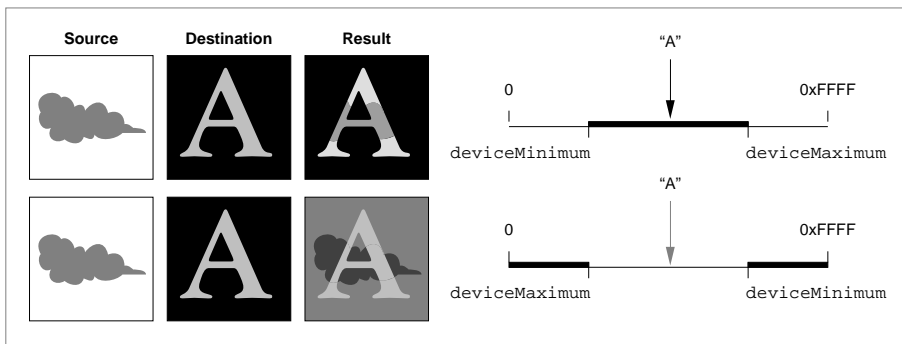 Source Destination Result
A A A
“A”
0 0xFFFF
deviceMinimum deviceMaximum
A A A
“A”
0 0xFFFF
deviceMaximum deviceMinimum